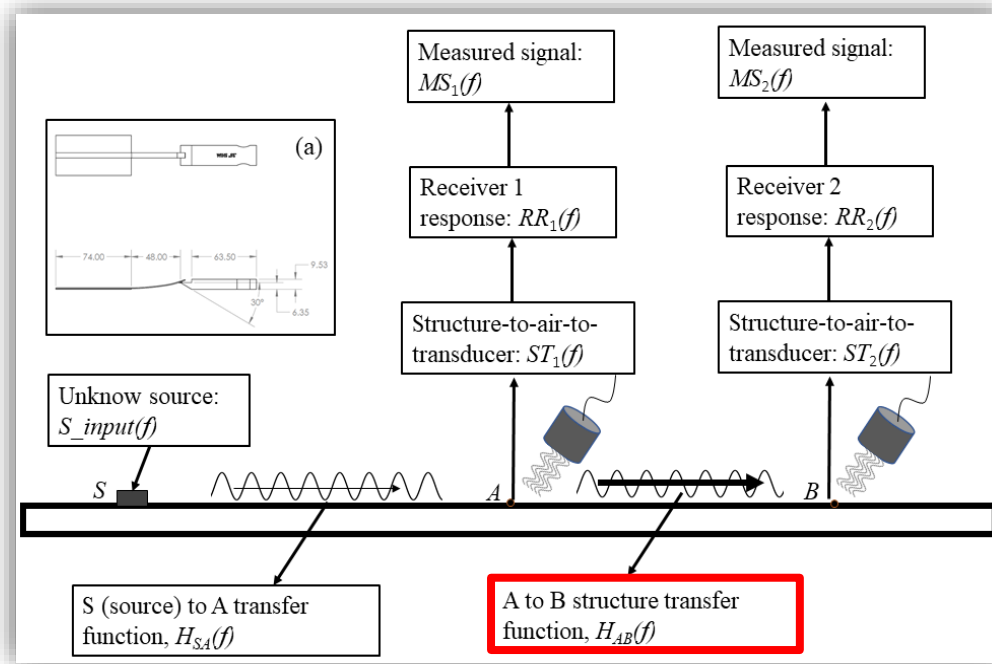 Measured signal:
MS₁(f)
Measured signal:
MS₂(f)
(a)
Receiver 1
response: RR₁(f)
Receiver 2
response: RR₂(f)
74.00
48.00
63.50
9.53
30°
6.35
Structure-to-air-to-
transducer: ST₁(f)
Structure-to-air-to-
transducer: ST₂(f)
Unknow source:
S_input(f)
S
A
B
S (source) to A transfer
function, H_SA(f)
A to B structure transfer
function, H_AB(f)